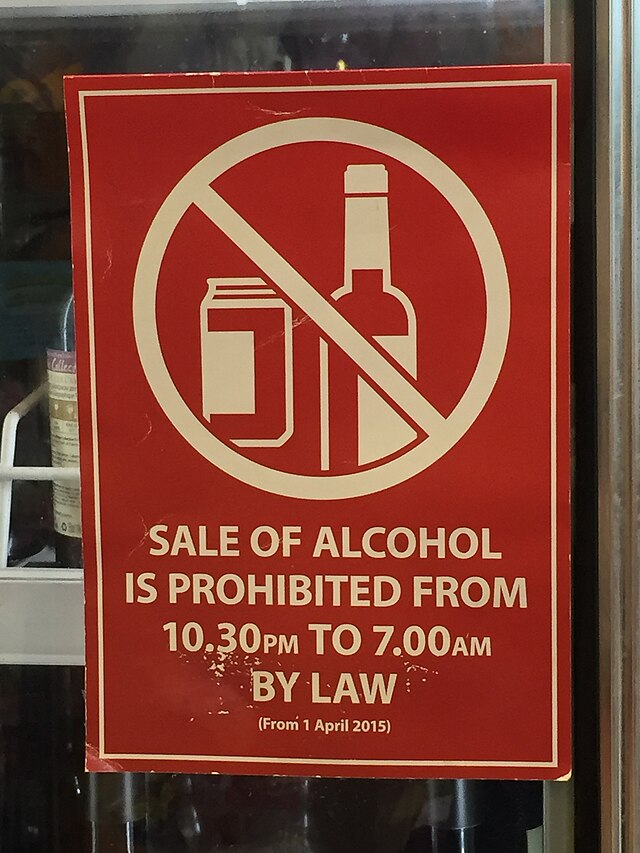 SALE OF ALCOHOL
IS PROHIBITED FROM
10.30PM TO 7.00AM
BY LAW
(From 1 April 2015)